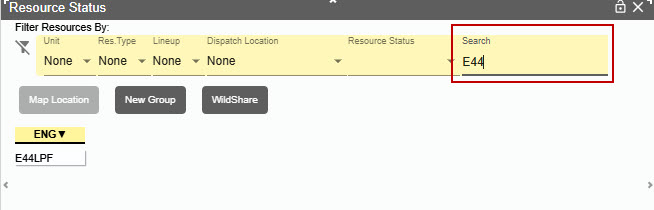 Resource Status
Filter Resources By:
Unit Res.Type Lineup Dispatch Location Resource Status Search
None None None None E44
Map Location New Group WildShare
ENG▼
E44LPF